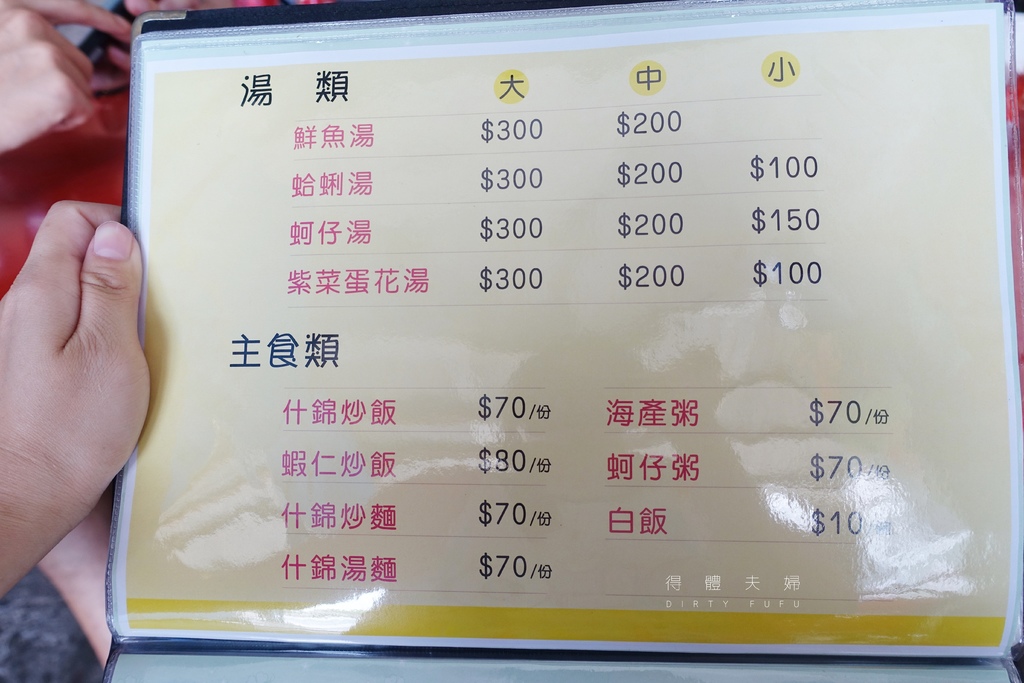 湯 類 大 中 小
鮮魚湯 $300 $200
蛤蜊湯 $300 $200 $100
蚵仔湯 $300 $200 $150
紫菜蛋花湯 $300 $200 $100
主食類
什錦炒飯 $70/份 海產粥 $70/份
蝦仁炒飯 $80/份 蚵仔粥 $70/份
什錦炒麵 $70/份 白飯 $10
什錦湯麵 $70/份
得體夫婦
DIRTY FUFU